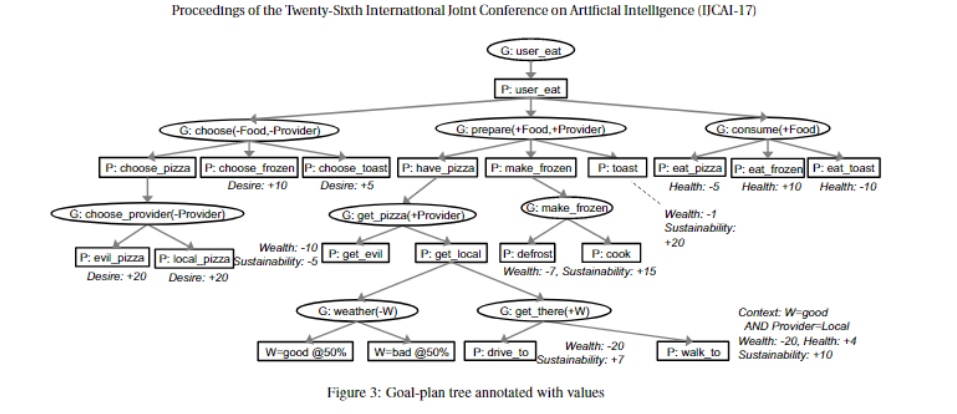 Proceedings of the Twenty-Sixth International Joint Conference on Artificial Intelligence (IJCAI-17)
G: user_eat
P: user_eat
G: choose(-Food,-Provider)
G: prepare(+Food,+Provider)
G: consume(+Food)
P: choose_pizza
P: choose_frozen
P: choose_toast
P: have_pizza
P: make_frozen
P: toast
P: eat_pizza
P: eat_frozen
P: eat_toast
Desire: +10
Desire: +5
Health: -5
Health: +10
Health: -10
G: choose_provider(-Provider)
G: get_pizza(+Provider)
G: make_frozen
Wealth: -1
Sustainability:
+20
P: evil_pizza
P: local_pizza
Wealth: -10
Sustainability: -5
P: get_evil
P: get_local
P: defrost
P: cook
Desire: +20
Desire: +20
Wealth: -7, Sustainability: +15
G: weather(-W)
G: get_there(+W)
Context: W=good
AND Provider=Local
Wealth: -20, Health: +4
Sustainability: +10
W=good @50%
W=bad @50%
P: drive_to
Wealth: -20
Sustainability: +7
P: walk_to
Figure 3: Goal-plan tree annotated with values